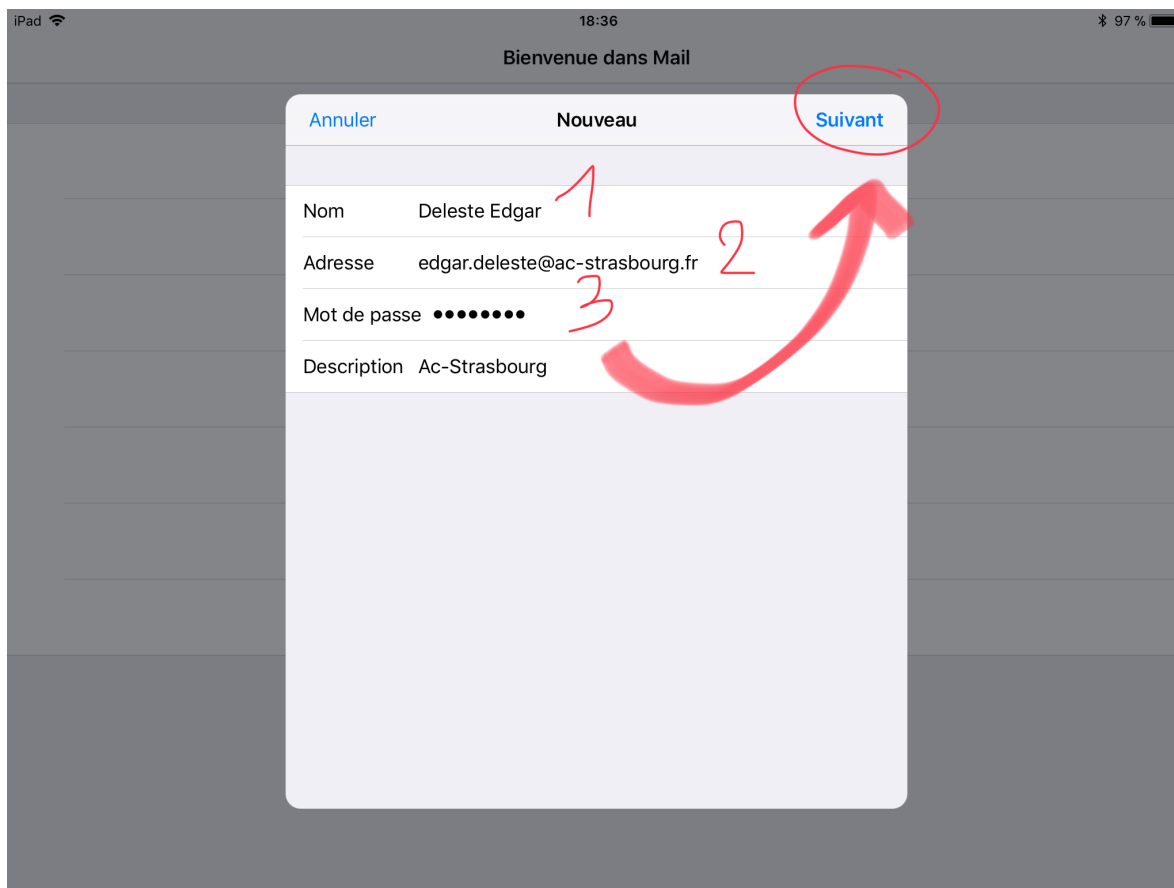 iPad 18:36 97 %
Bienvenue dans Mail
Annuler Nouveau Suivant
1
Nom Deleste Edgar
2
Adresse edgar.deleste@ac-strasbourg.fr
3
Mot de passe ••••••••
Description Ac-Strasbourg